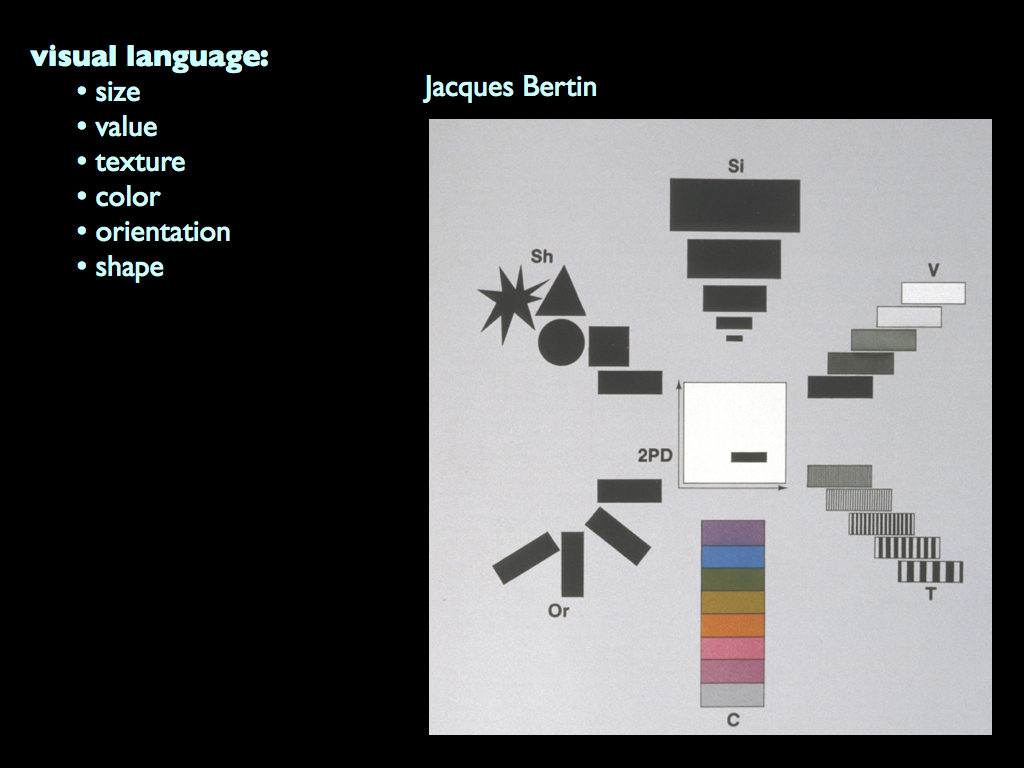 visual language:
• size
• value
• texture
• color
• orientation
• shape
Jacques Bertin
Si
Sh
V
2PD
Or
T
C